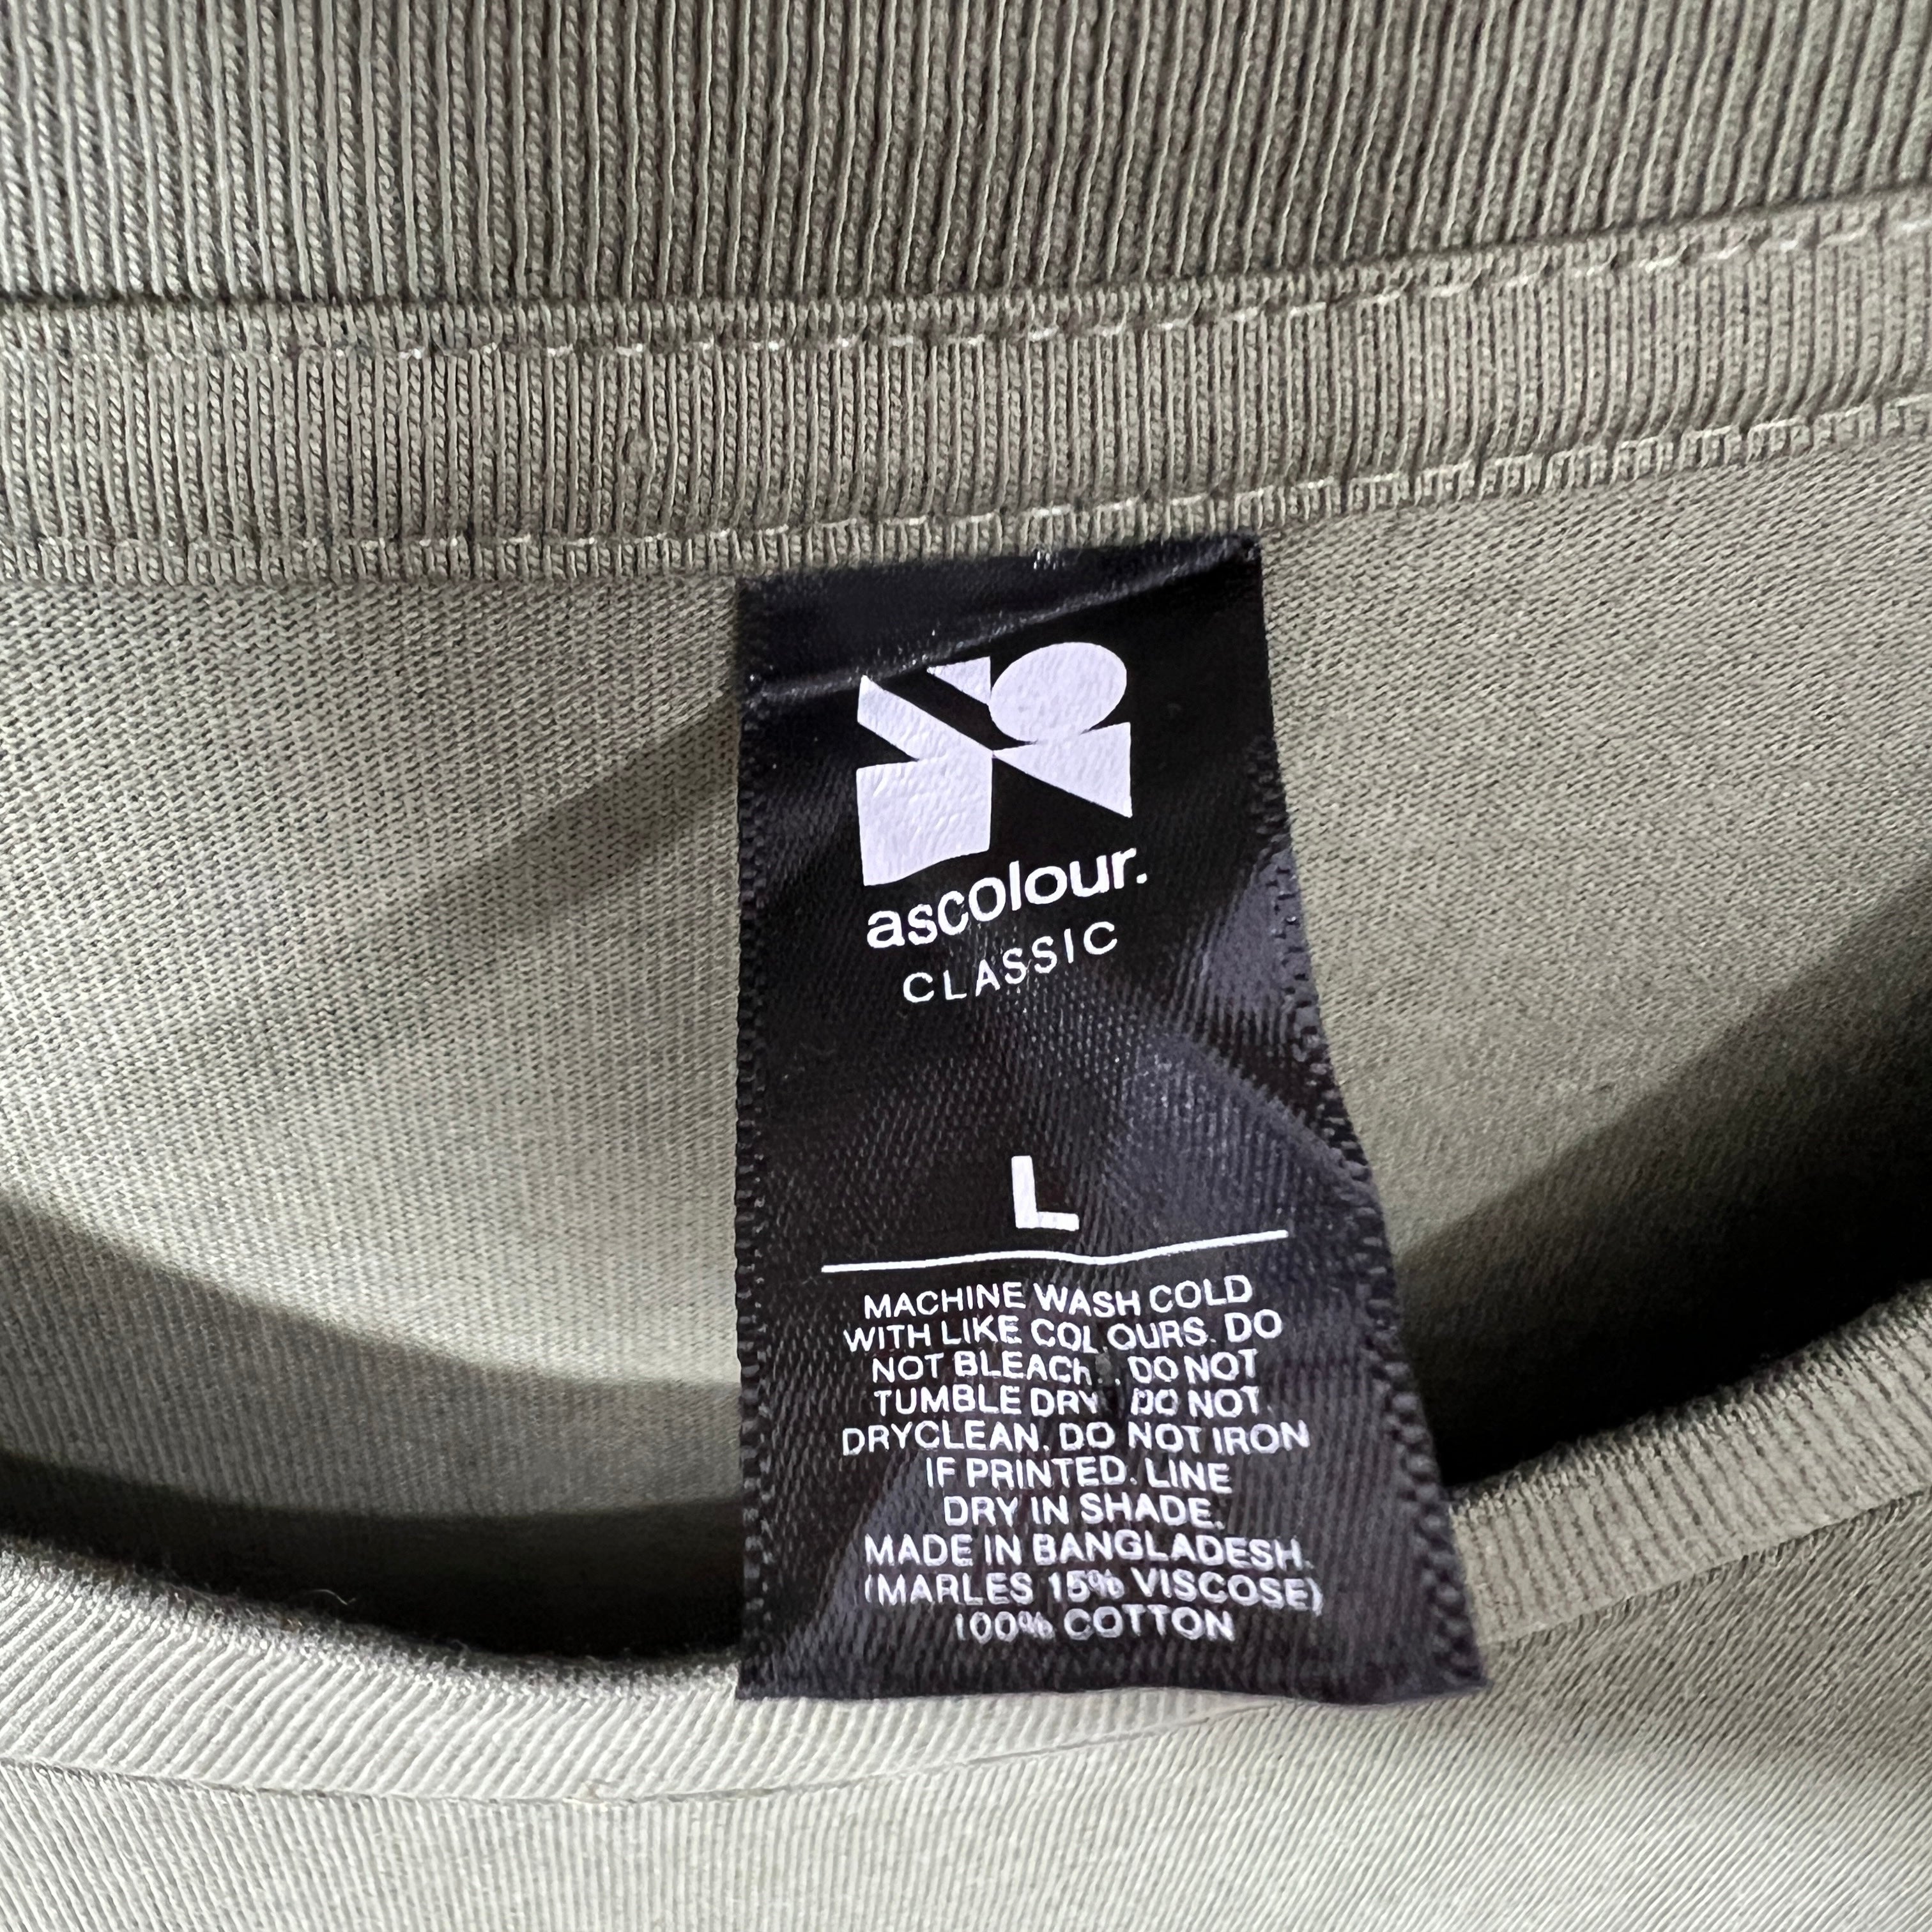 ascolour.
CLASSIC
L
MACHINE WASH COLD
WITH LIKE COLOURS. DO
NOT BLEACH. DO NOT
TUMBLE DRY. DO NOT
DRYCLEAN. DO NOT IRON
IF PRINTED. LINE
DRY IN SHADE.
MADE IN BANGLADESH.
(MARLES 15% VISCOSE)
100% COTTON